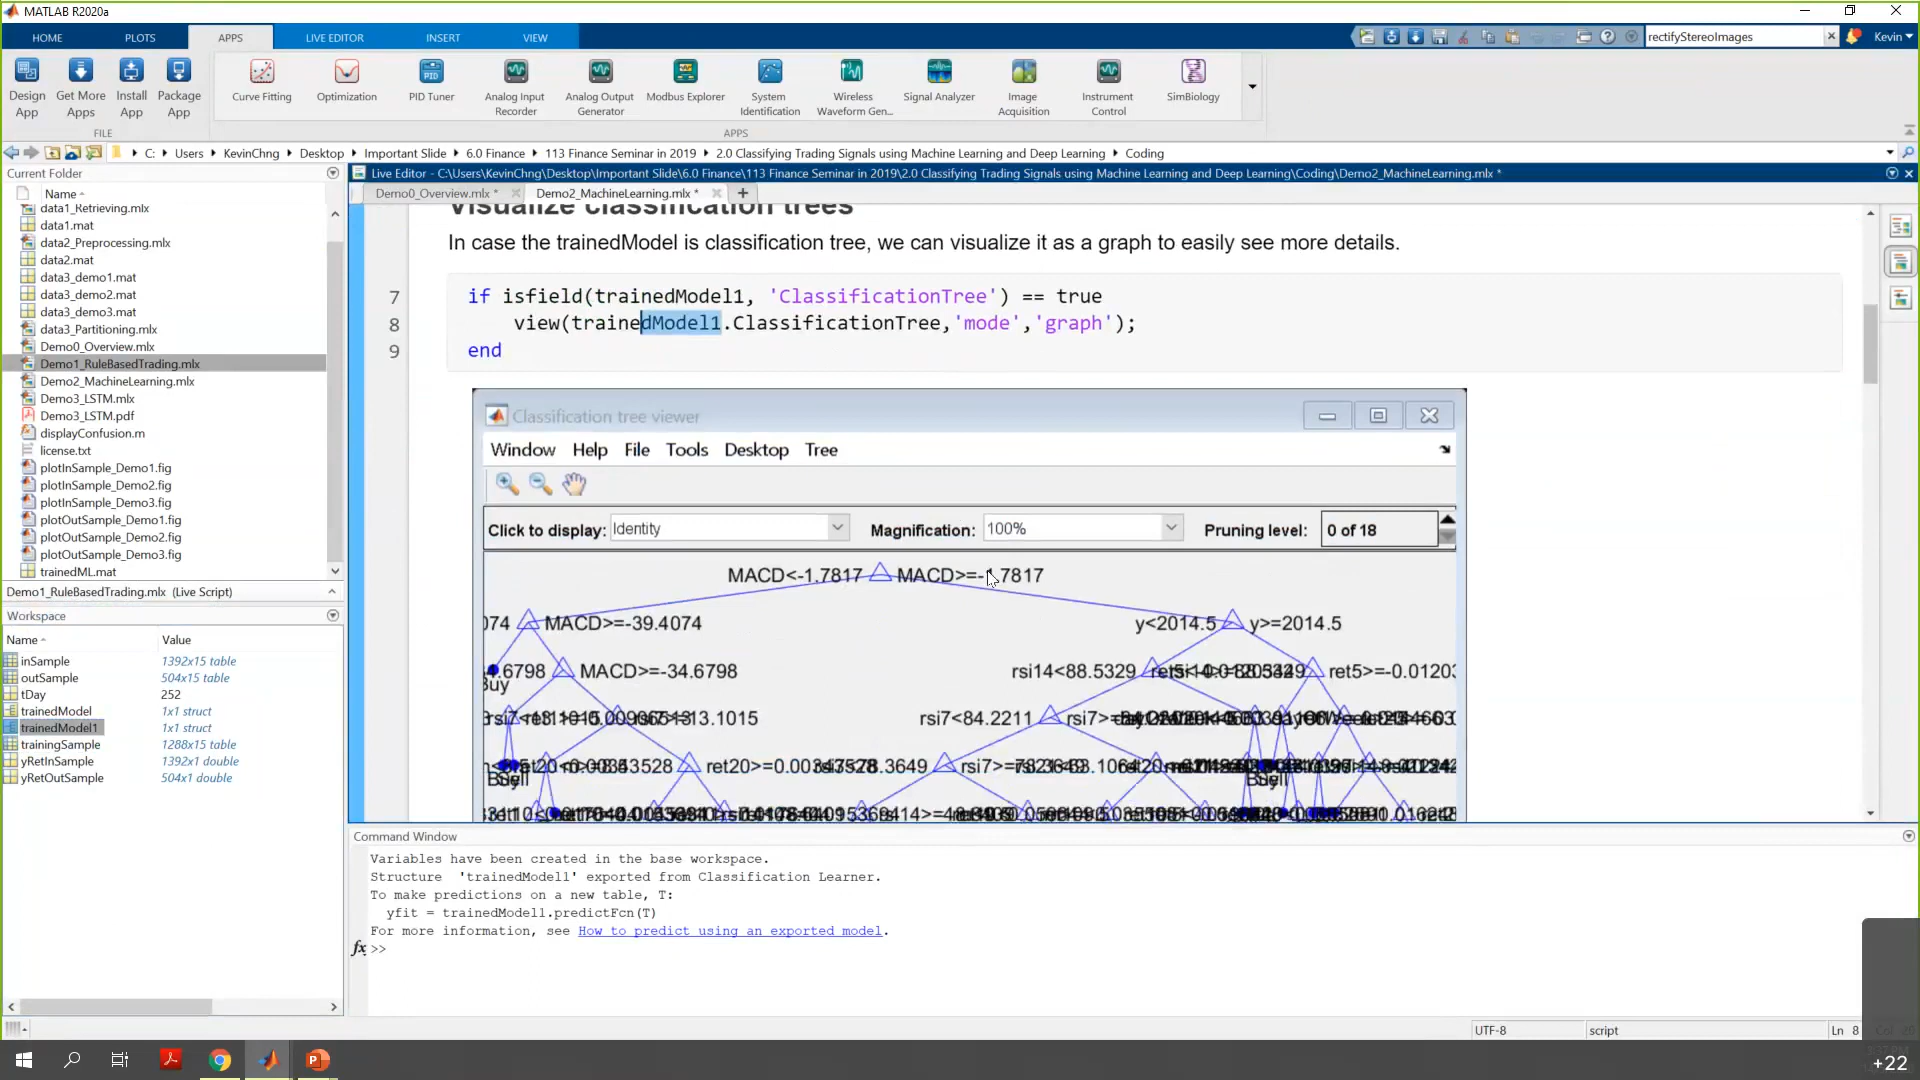 MATLAB R2020a
HOME
PLOTS
APPS
LIVE EDITOR
INSERT
VIEW
rectifyStereoImages
Kevin
Design App
Get More Apps
Install App
Package App
Curve Fitting
Optimization
PID Tuner
Analog Input Recorder
Analog Output Generator
Modbus Explorer
System Identification
Wireless Waveform Gen...
Signal Analyzer
Image Acquisition
Instrument Control
SimBiology
FILE
APPS
C: Users KevinChng Desktop Important Slide 6.0 Finance 113 Finance Seminar in 2019 2.0 Classifying Trading Signals using Machine Learning and Deep Learning Coding
Current Folder
Name
data1_Retrieving.mlx
data1.mat
data2_Preprocessing.mlx
data2.mat
data3_demo1.mat
data3_demo2.mat
data3_demo3.mat
data3_Partitioning.mlx
Demo0_Overview.mlx
Demo1_RuleBasedTrading.mlx
Demo2_MachineLearning.mlx
Demo3_LSTM.mlx
Demo3_LSTM.pdf
displayConfusion.m
license.txt
plotInSample_Demo1.fig
plotInSample_Demo2.fig
plotInSample_Demo3.fig
plotOutSample_Demo1.fig
plotOutSample_Demo2.fig
plotOutSample_Demo3.fig
trainedML.mat
Demo1_RuleBasedTrading.mlx (Live Script)
Workspace
Name Value
inSample 1392x15 table
outSample 504x15 table
tDay 252
trainedModel 1x1 struct
trainedModel1 1x1 struct
trainingSample 1288x15 table
yRetInSample 1392x1 double
yRetOutSample 504x1 double
Live Editor - C:\Users\KevinChng\Desktop\Important Slide\6.0 Finance\113 Finance Seminar in 2019\2.0 Classifying Trading Signals using Machine Learning and Deep Learning\Coding\Demo2_MachineLearning.mlx *
Demo0_Overview.mlx *
Demo2_MachineLearning.mlx *
Visualize classification trees
In case the trainedModel is classification tree, we can visualize it as a graph to easily see more details.
7 if isfield(trainedModel1, 'ClassificationTree') == true
8 view(trainedModel1.ClassificationTree,'mode','graph');
9 end
Classification tree viewer
Window Help File Tools Desktop Tree
Click to display: Identity Magnification: 100% Pruning level: 0 of 18
MACD<-1.7817 MACD>=-1.7817
MACD>=-39.4074 y<2014.5 y>=2014.5
MACD>=-34.6798 rsi14<88.5329
Buy
rsi7<84.2211
Command Window
Variables have been created in the base workspace.
Structure 'trainedModel1' exported from Classification Learner.
To make predictions on a new table, T:
yfit = trainedModel1.predictFcn(T)
For more information, see How to predict using an exported model.
fx >>
UTF-8
script
Ln 8
+22